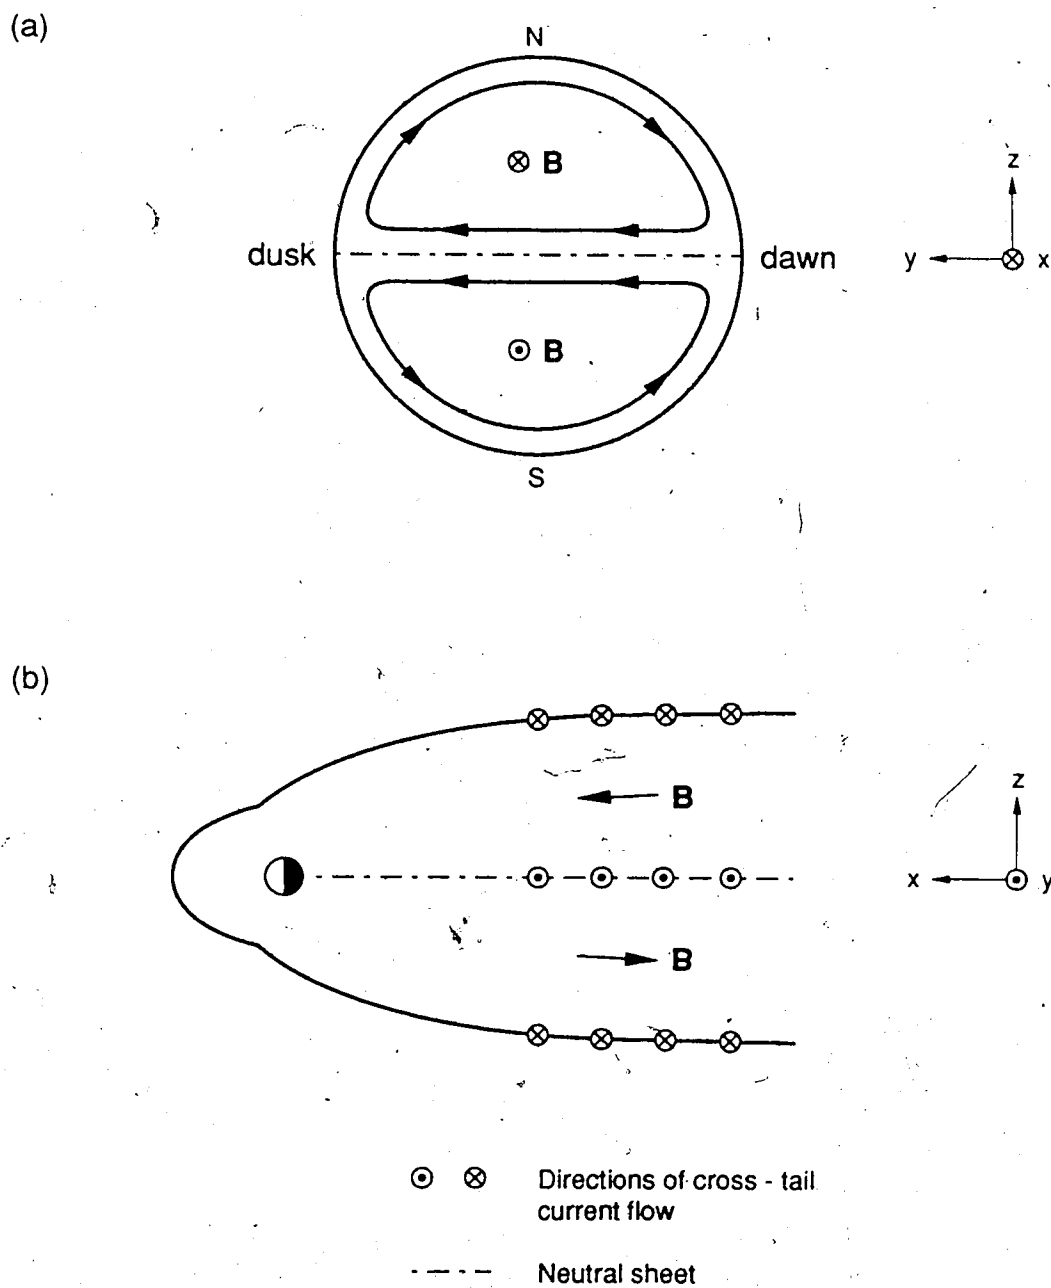 (a)
N
B
z
dusk
dawn
y
x
B
S
(b)
B
z
x
y
B
Directions of cross - tail
current flow
Neutral sheet